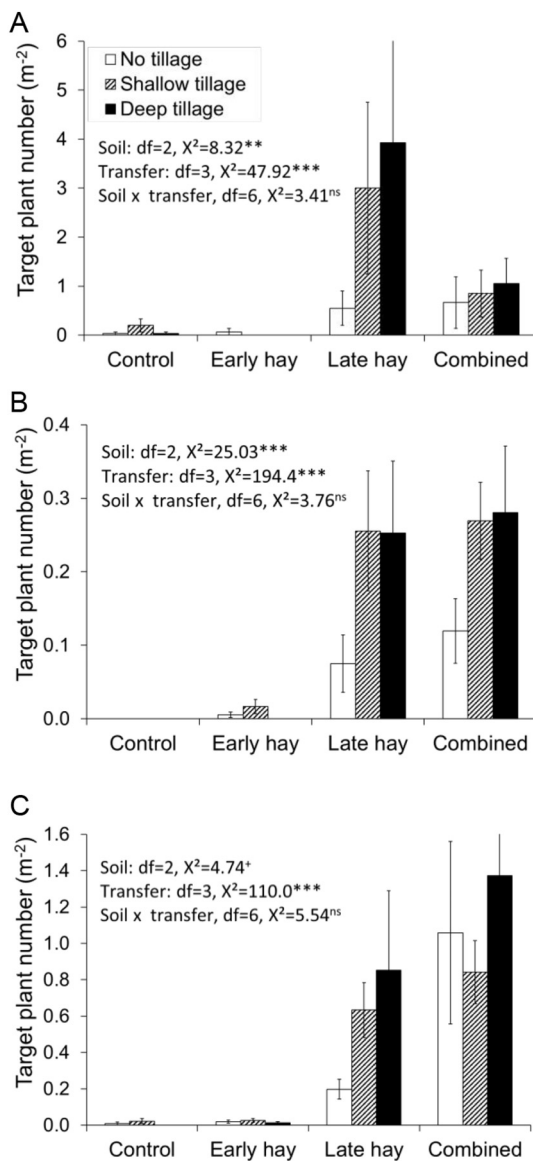 A
Target plant number (m⁻²)
6
5
4
3
2
1
0
No tillage
Shallow tillage
Deep tillage
Soil: df=2, X²=8.32**
Transfer: df=3, X²=47.92***
Soil x transfer, df=6, X²=3.41ⁿˢ
Control Early hay Late hay Combined
B
Target plant number (m⁻²)
0.4
0.3
0.2
0.1
0.0
Soil: df=2, X²=25.03***
Transfer: df=3, X²=194.4***
Soil x transfer, df=6, X²=3.76ⁿˢ
Control Early hay Late hay Combined
C
Target plant number (m⁻²)
1.6
1.4
1.2
1.0
0.8
0.6
0.4
0.2
0.0
Soil: df=2, X²=4.74⁺
Transfer: df=3, X²=110.0***
Soil x transfer, df=6, X²=5.54ⁿˢ
Control Early hay Late hay Combined